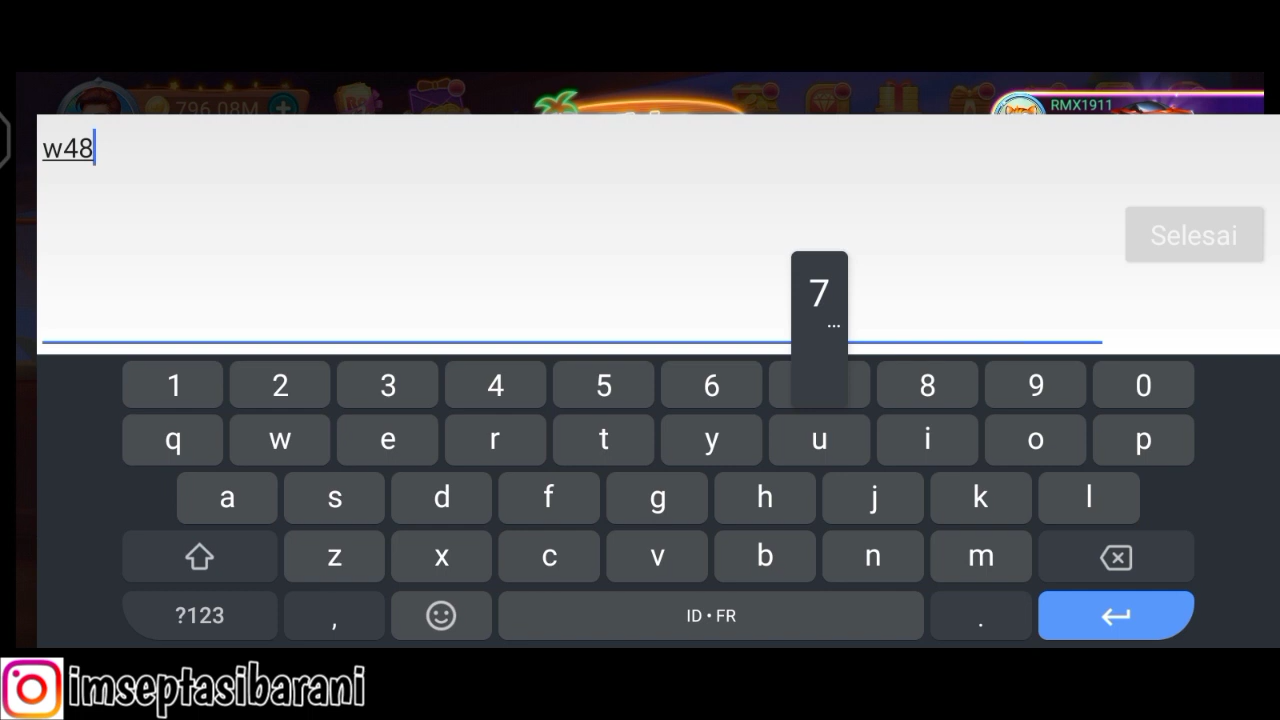 796.08M
RMX1911
w48
Selesai
7
...
1 2 3 4 5 6 8 9 0
q w e r t y u i o p
a s d f g h j k l
z x c v b n m
?123 , ID • FR .
imseptasibarani